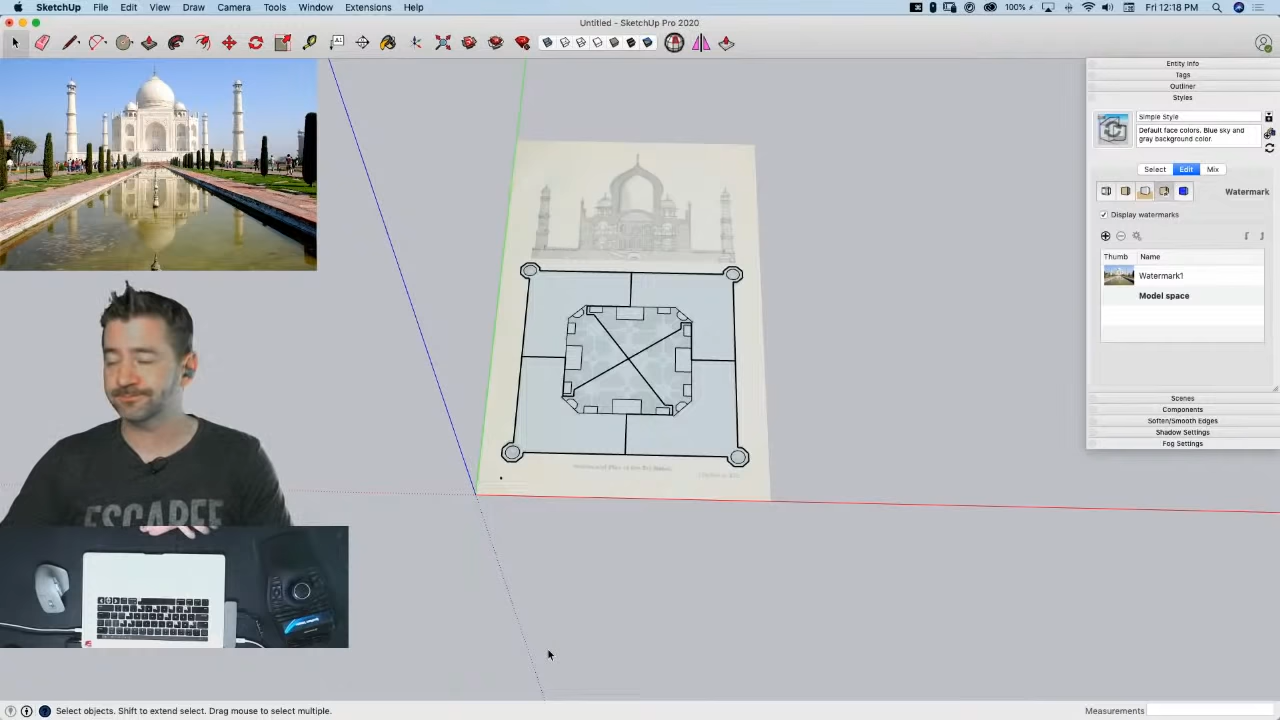 SketchUp File Edit View Draw Camera Tools Window Extensions Help
100% Fri 12:18 PM
Untitled - SketchUp Pro 2020
Entity Info
Tags
Outliner
Styles
Simple Style
Default face colors. Blue sky and
gray background color.
Select Edit Mix
Watermark
Display watermarks
Thumb Name
Watermark1
Model space
Scenes
Components
Soften/Smooth Edges
Shadow Settings
Fog Settings
ESCAPEE
Select objects. Shift to extend select. Drag mouse to select multiple.
Measurements